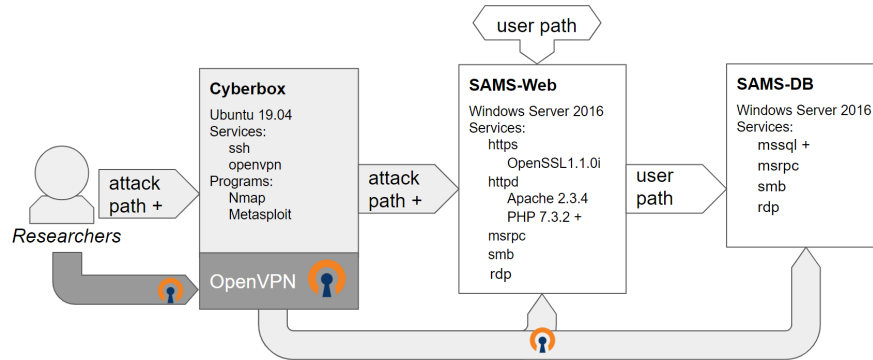 user path
Cyberbox
Ubuntu 19.04
Services:
ssh
openvpn
Programs:
Nmap
Metasploit
OpenVPN
SAMS-Web
Windows Server 2016
Services:
https
OpenSSL1.1.0i
httpd
Apache 2.3.4
PHP 7.3.2 +
msrpc
smb
rdp
SAMS-DB
Windows Server 2016
Services:
mssql +
msrpc
smb
rdp
attack
path +
attack
path +
user
path
Researchers